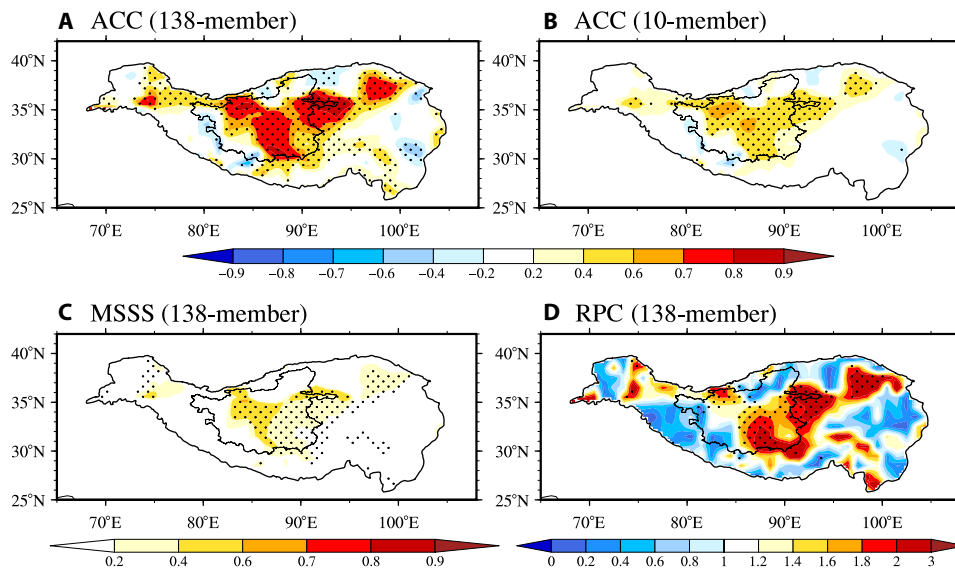 A ACC (138-member)
B ACC (10-member)
40°N
35°N
30°N
25°N
70°E 80°E 90°E 100°E
40°N
35°N
30°N
25°N
70°E 80°E 90°E 100°E
−0.9 −0.8 −0.7 −0.6 −0.4 −0.2 0.2 0.4 0.6 0.7 0.8 0.9
C MSSS (138-member)
D RPC (138-member)
40°N
35°N
30°N
25°N
70°E 80°E 90°E 100°E
40°N
35°N
30°N
25°N
70°E 80°E 90°E 100°E
0.2 0.4 0.6 0.7 0.8 0.9
0 0.2 0.4 0.6 0.8 1 1.2 1.4 1.6 1.8 2 3